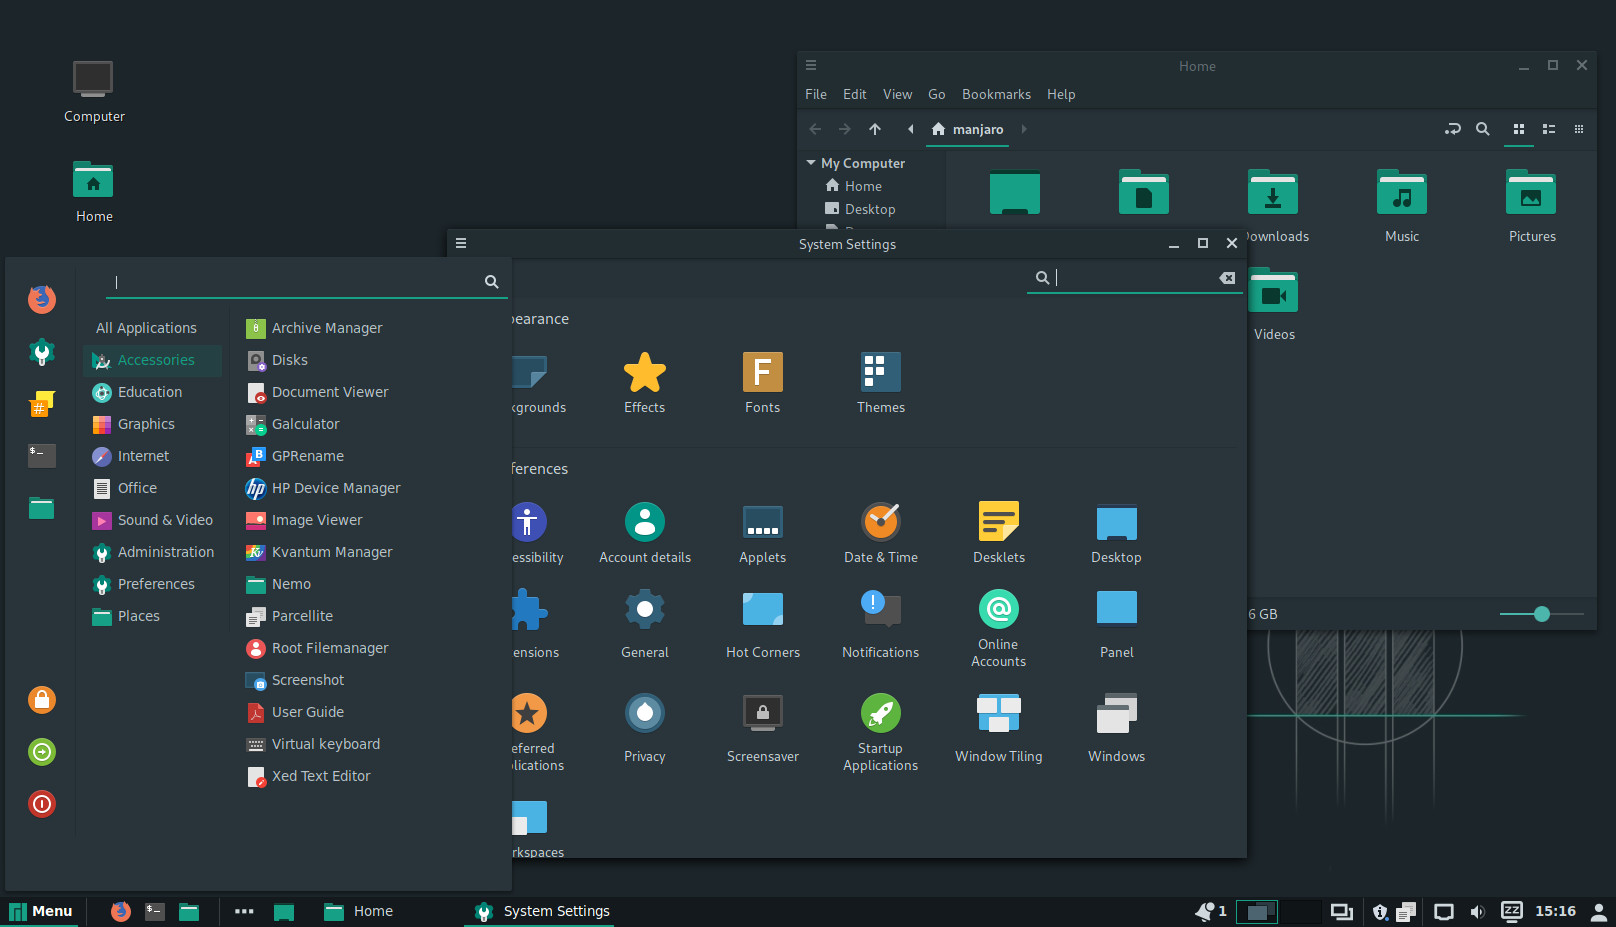 Computer
Home
Home
File Edit View Go Bookmarks Help
manjaro
My Computer
Home
Desktop
ownloads
Music
Pictures
Videos
6 GB
System Settings
pearance
kgrounds
Effects
Fonts
Themes
ferences
essibility
Account details
Applets
Date & Time
Desklets
Desktop
ensions
General
Hot Corners
Notifications
Online
Accounts
Panel
eferred
plications
Privacy
Screensaver
Startup
Applications
Window Tiling
Windows
rkspaces
All Applications
Accessories
Education
Graphics
Internet
Office
Sound & Video
Administration
Preferences
Places
Archive Manager
Disks
Document Viewer
Galculator
GPRename
HP Device Manager
Image Viewer
Kvantum Manager
Nemo
Parcellite
Root Filemanager
Screenshot
User Guide
Virtual keyboard
Xed Text Editor
Menu
Home
System Settings
1
15:16